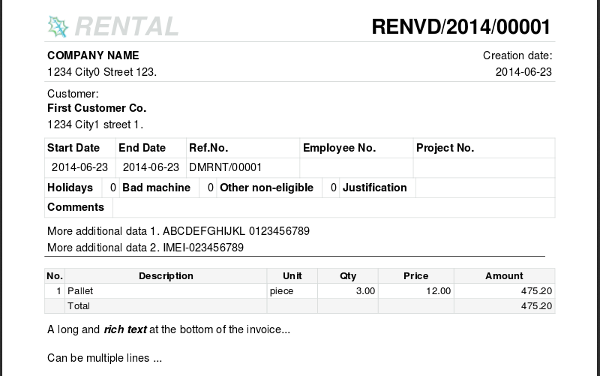 RENTAL RENVD/2014/00001
COMPANY NAME Creation date:
1234 City0 Street 123. 2014-06-23
Customer:
First Customer Co.
1234 City1 street 1.
Start Date End Date Ref.No. Employee No. Project No.
2014-06-23 2014-06-23 DMRNT/00001
Holidays 0 Bad machine 0 Other non-eligible 0 Justification
Comments
More additional data 1. ABCDEFGHIJKL 0123456789
More additional data 2. IMEI-023456789
No. Description Unit Qty Price Amount
1 Pallet piece 3.00 12.00 475.20
Total 475.20
A long and rich text at the bottom of the invoice...
Can be multiple lines ...